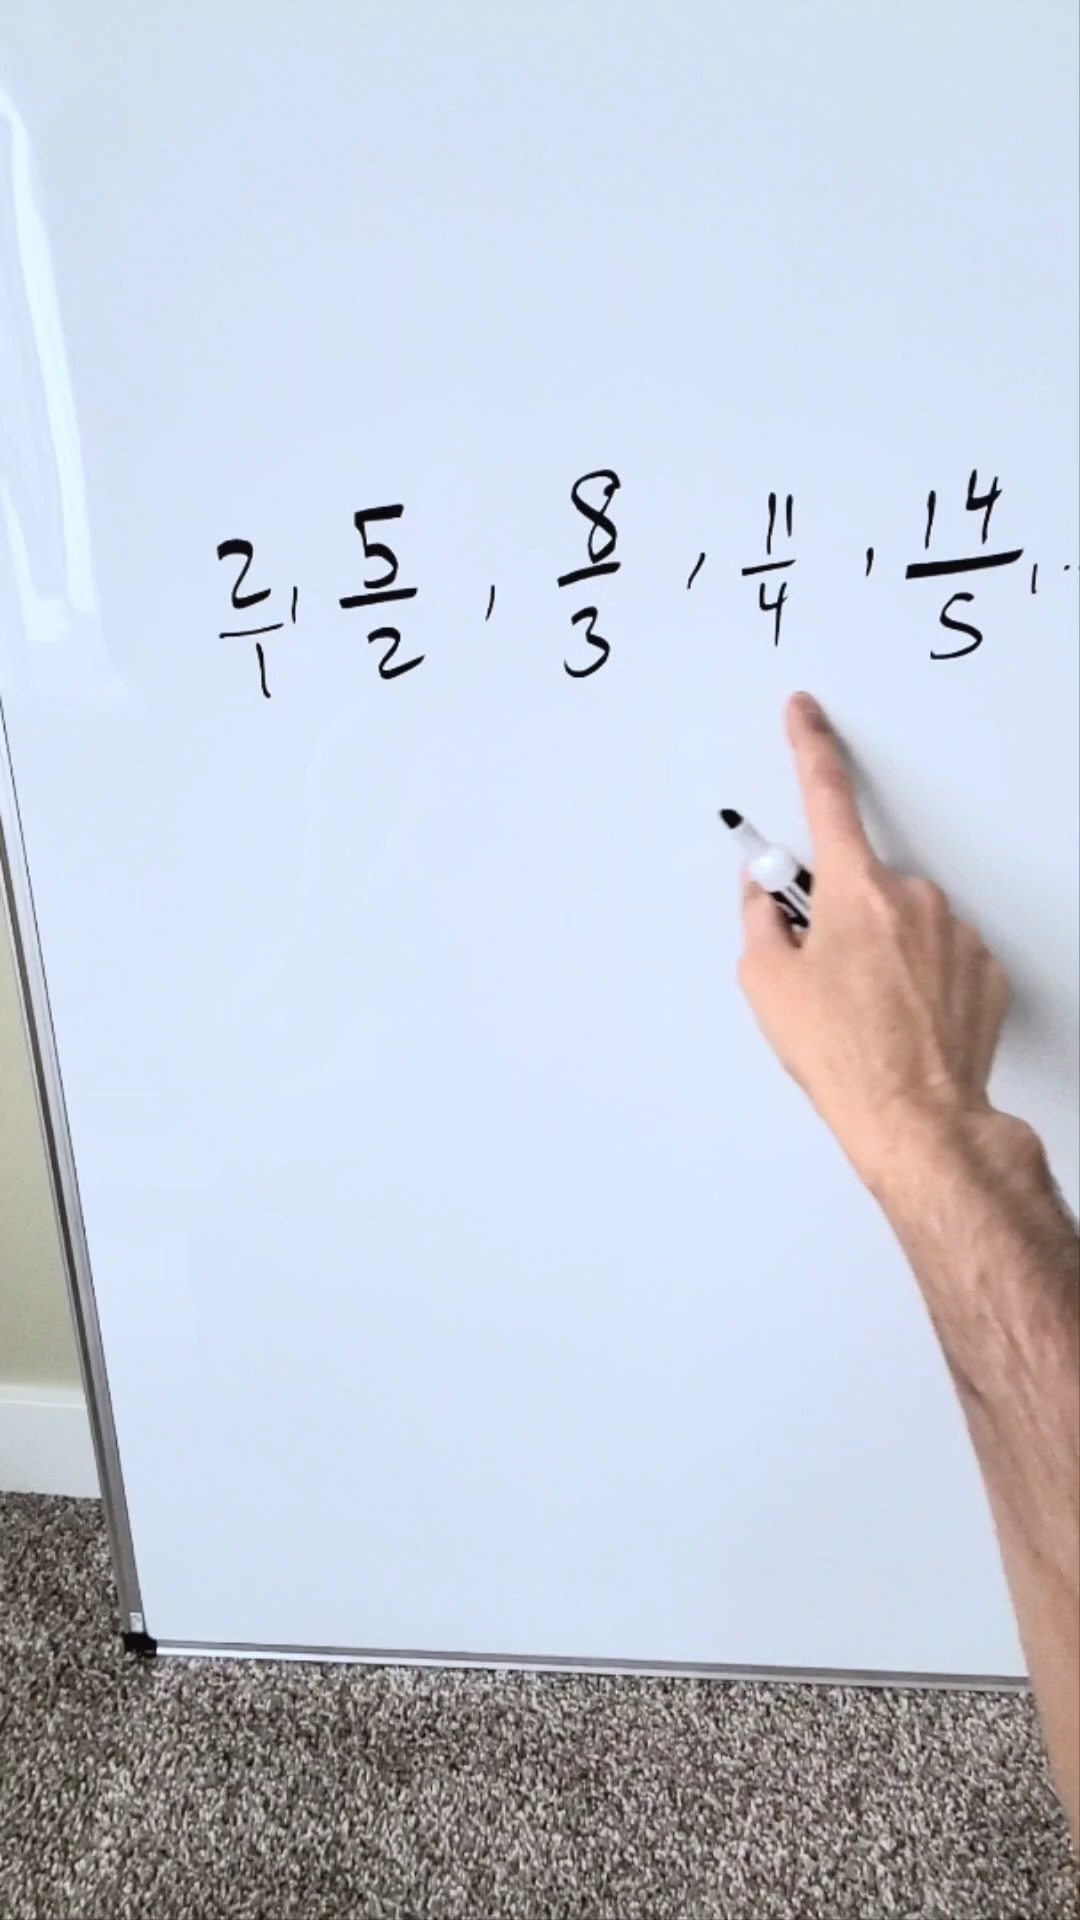 2/1, 5/2, 8/3, 11/4, 14/5, ..